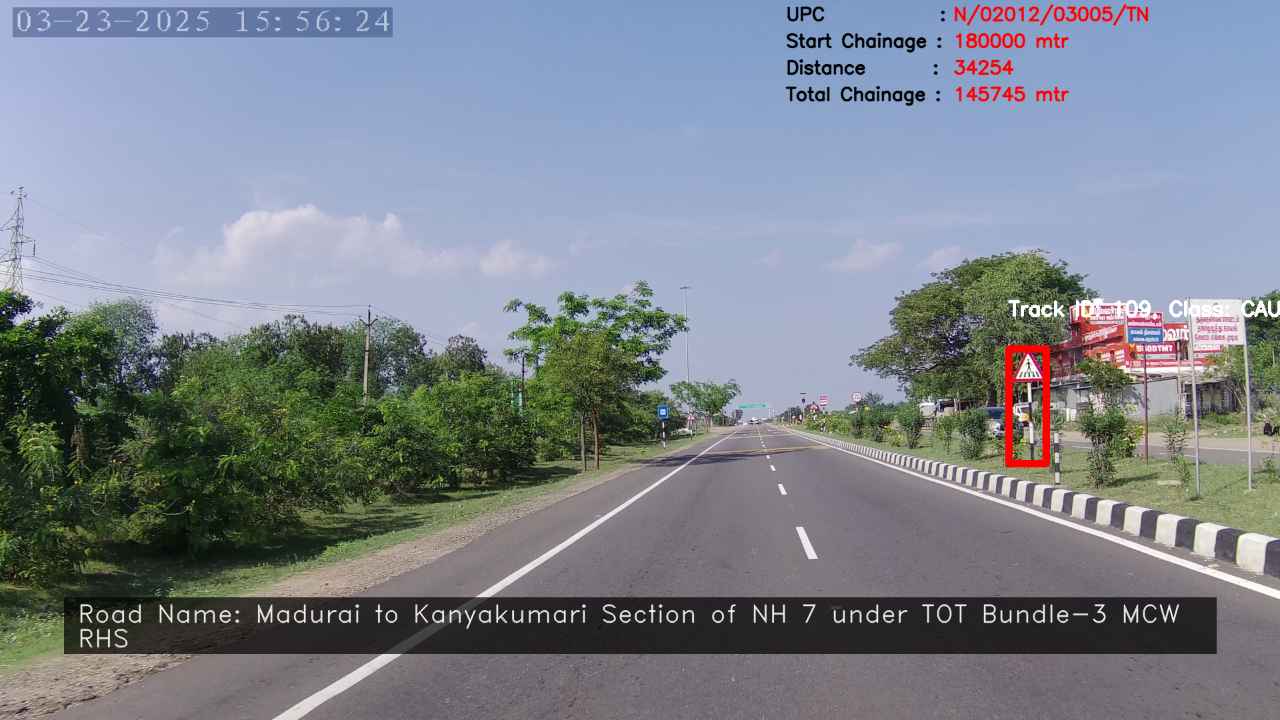 03-23-2025 15:56:24
UPC : N/02012/03005/TN
Start Chainage : 180000 mtr
Distance : 34254
Total Chainage : 145745 mtr
Track ID: 109, Class: CAU
Road Name: Madurai to Kanyakumari Section of NH 7 under TOT Bundle-3 MCW
RHS